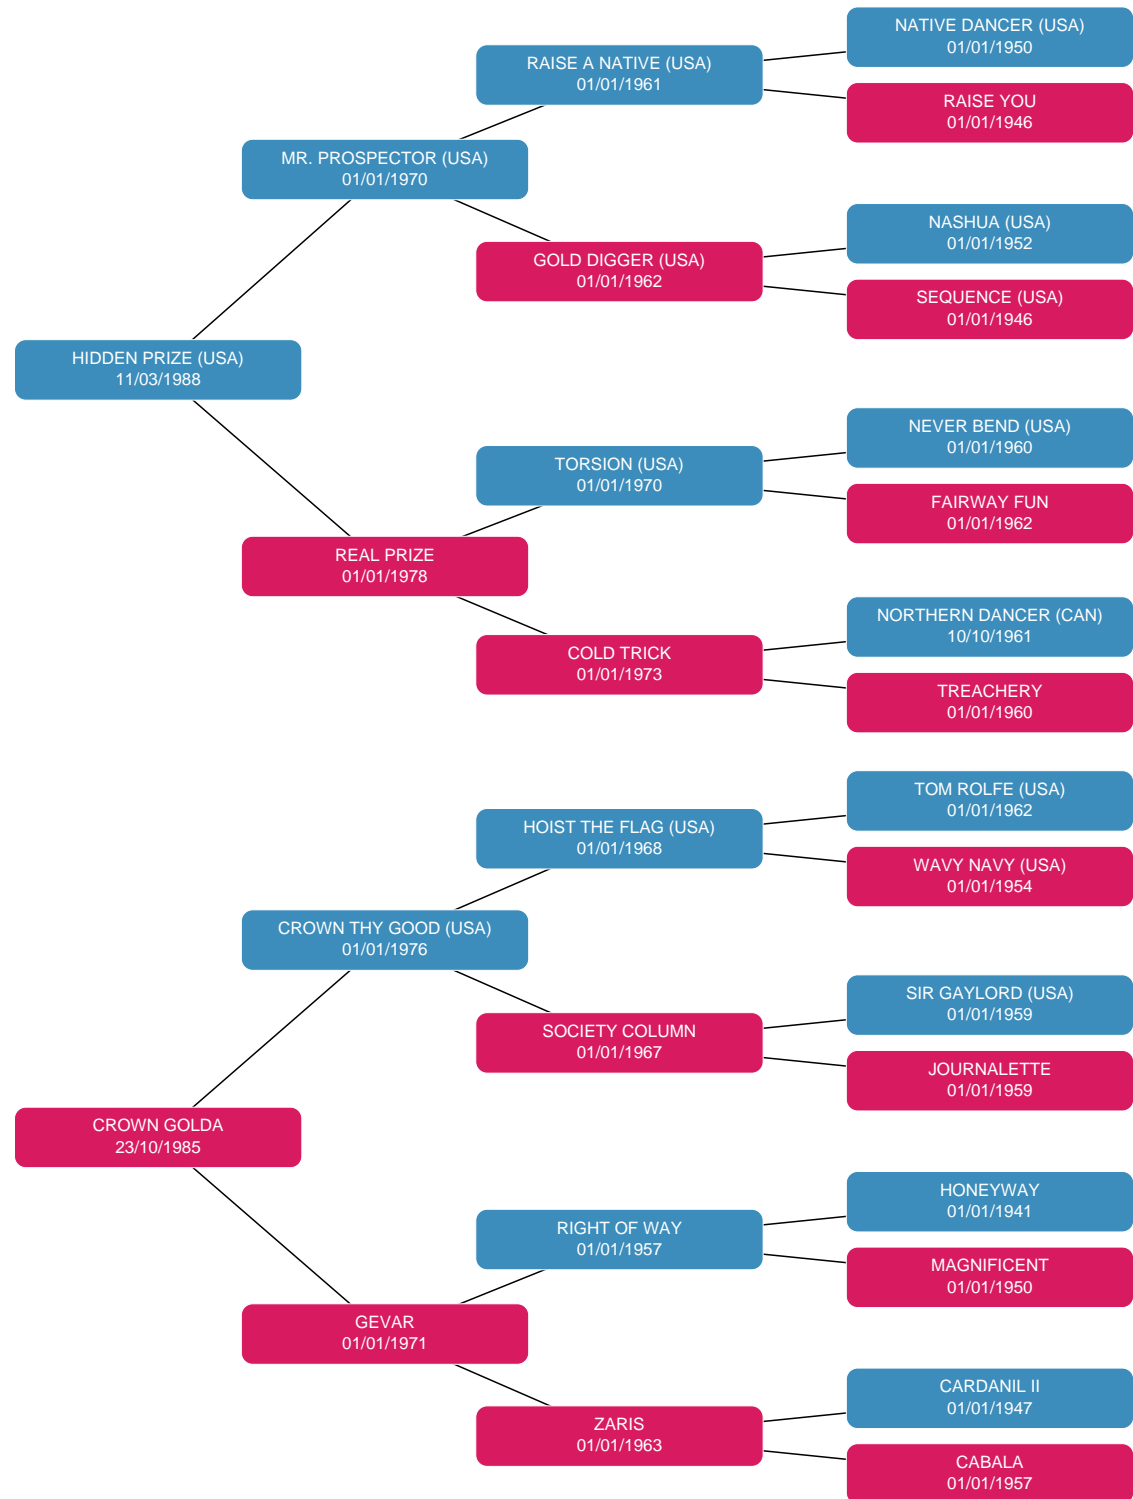 NATIVE DANCER (USA)
01/01/1950
RAISE A NATIVE (USA)
01/01/1961
RAISE YOU
01/01/1946
MR. PROSPECTOR (USA)
01/01/1970
NASHUA (USA)
01/01/1952
GOLD DIGGER (USA)
01/01/1962
SEQUENCE (USA)
01/01/1946
HIDDEN PRIZE (USA)
11/03/1988
NEVER BEND (USA)
01/01/1960
TORSION (USA)
01/01/1970
FAIRWAY FUN
01/01/1962
REAL PRIZE
01/01/1978
NORTHERN DANCER (CAN)
10/10/1961
COLD TRICK
01/01/1973
TREACHERY
01/01/1960
TOM ROLFE (USA)
01/01/1962
HOIST THE FLAG (USA)
01/01/1968
WAVY NAVY (USA)
01/01/1954
CROWN THY GOOD (USA)
01/01/1976
SIR GAYLORD (USA)
01/01/1959
SOCIETY COLUMN
01/01/1967
JOURNALETTE
01/01/1959
CROWN GOLDA
23/10/1985
HONEYWAY
01/01/1941
RIGHT OF WAY
01/01/1957
MAGNIFICENT
01/01/1950
GEVAR
01/01/1971
CARDANIL II
01/01/1947
ZARIS
01/01/1963
CABALA
01/01/1957